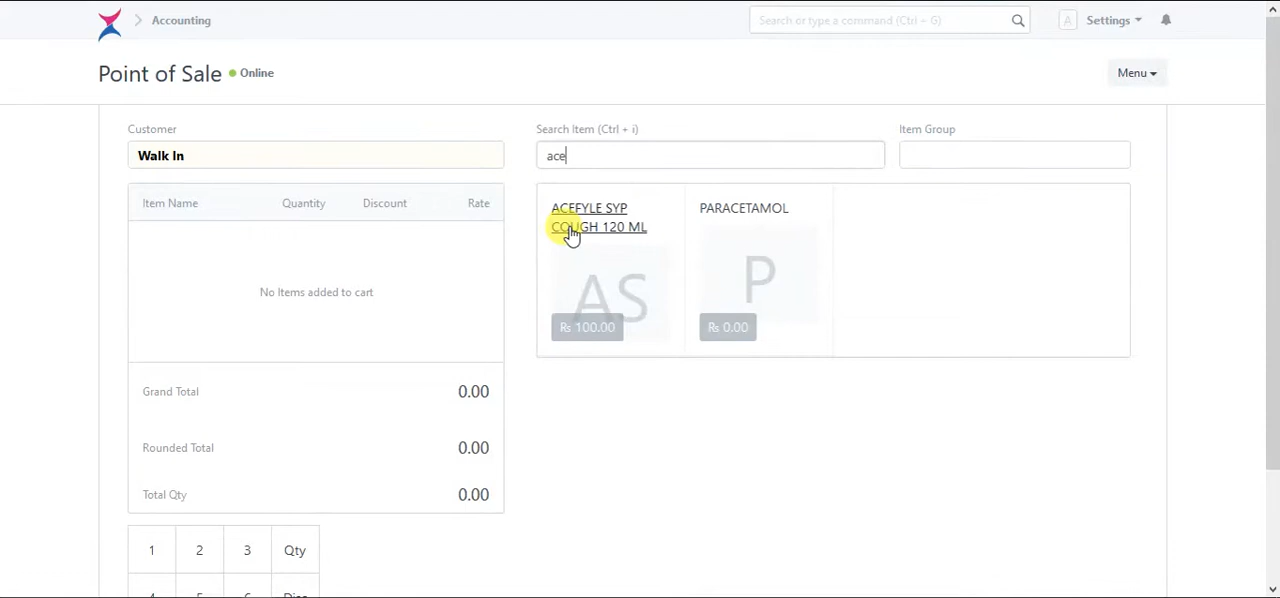 Accounting
Search or type a command (Ctrl + G)
A
Settings
Point of Sale
Online
Menu
Customer
Walk In
Search Item (Ctrl + i)
ace
Item Group
Item Name
Quantity
Discount
Rate
No Items added to cart
Grand Total
0.00
Rounded Total
0.00
Total Qty
0.00
ACEFYLE SYP
COUGH 120 ML
AS
₨ 100.00
PARACETAMOL
P
₨ 0.00
1
2
3
Qty